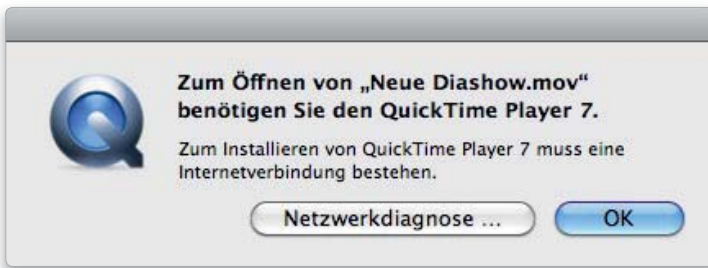 Zum Öffnen von „Neue Diashow.mov“
benötigen Sie den QuickTime Player 7.
Zum Installieren von QuickTime Player 7 muss eine
Internetverbindung bestehen.
Netzwerkdiagnose ...
OK